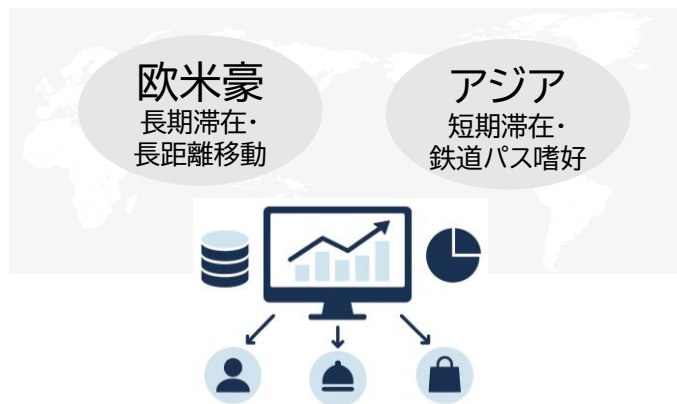 欧米豪
長期滞在・
長距離移動
アジア
短期滞在・
鉄道パス嗜好